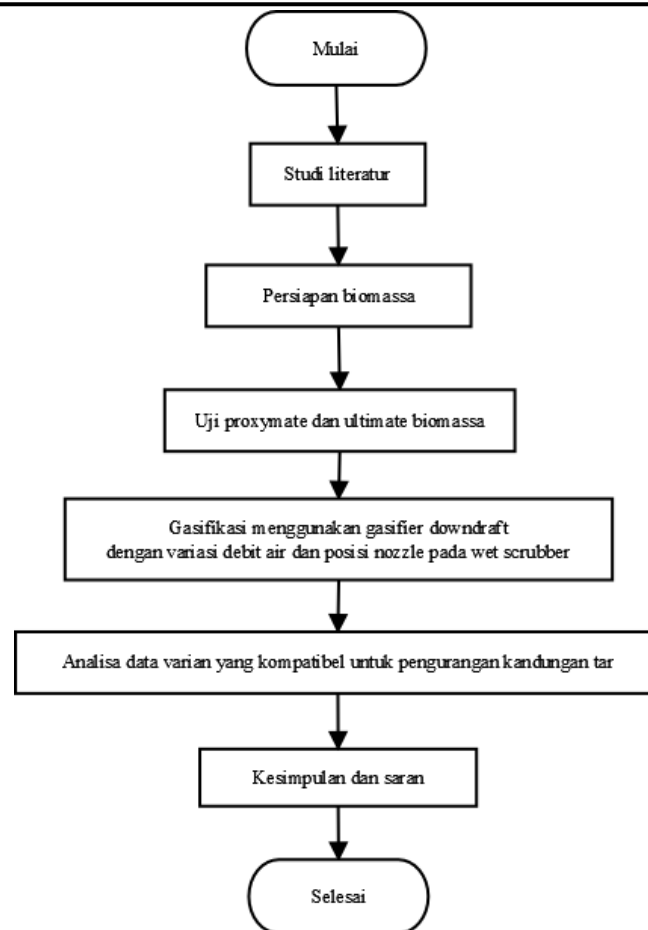 Mulai
Studi literatur
Persiapan biomassa
Uji proxymate dan ultimate biomassa
Gasifikasi menggunakan gasifier downdraft
dengan variasi debit air dan posisi nozzle pada wet scrubber
Analisa data varian yang kompatibel untuk pengurangan kandungan tar
Kesimpulan dan saran
Selesai